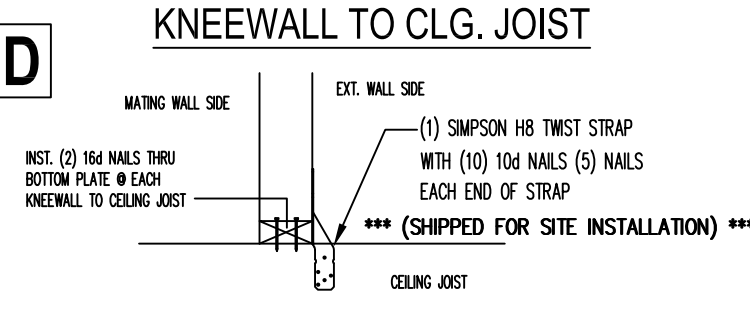 KNEEWALL TO CLG. JOIST
D
MATING WALL SIDE
EXT. WALL SIDE
(1) SIMPSON H8 TWIST STRAP
WITH (10) 10d NAILS (5) NAILS
EACH END OF STRAP
*** (SHIPPED FOR SITE INSTALLATION) ***
INST. (2) 16d NAILS THRU
BOTTOM PLATE @ EACH
KNEEWALL TO CEILING JOIST
CEILING JOIST